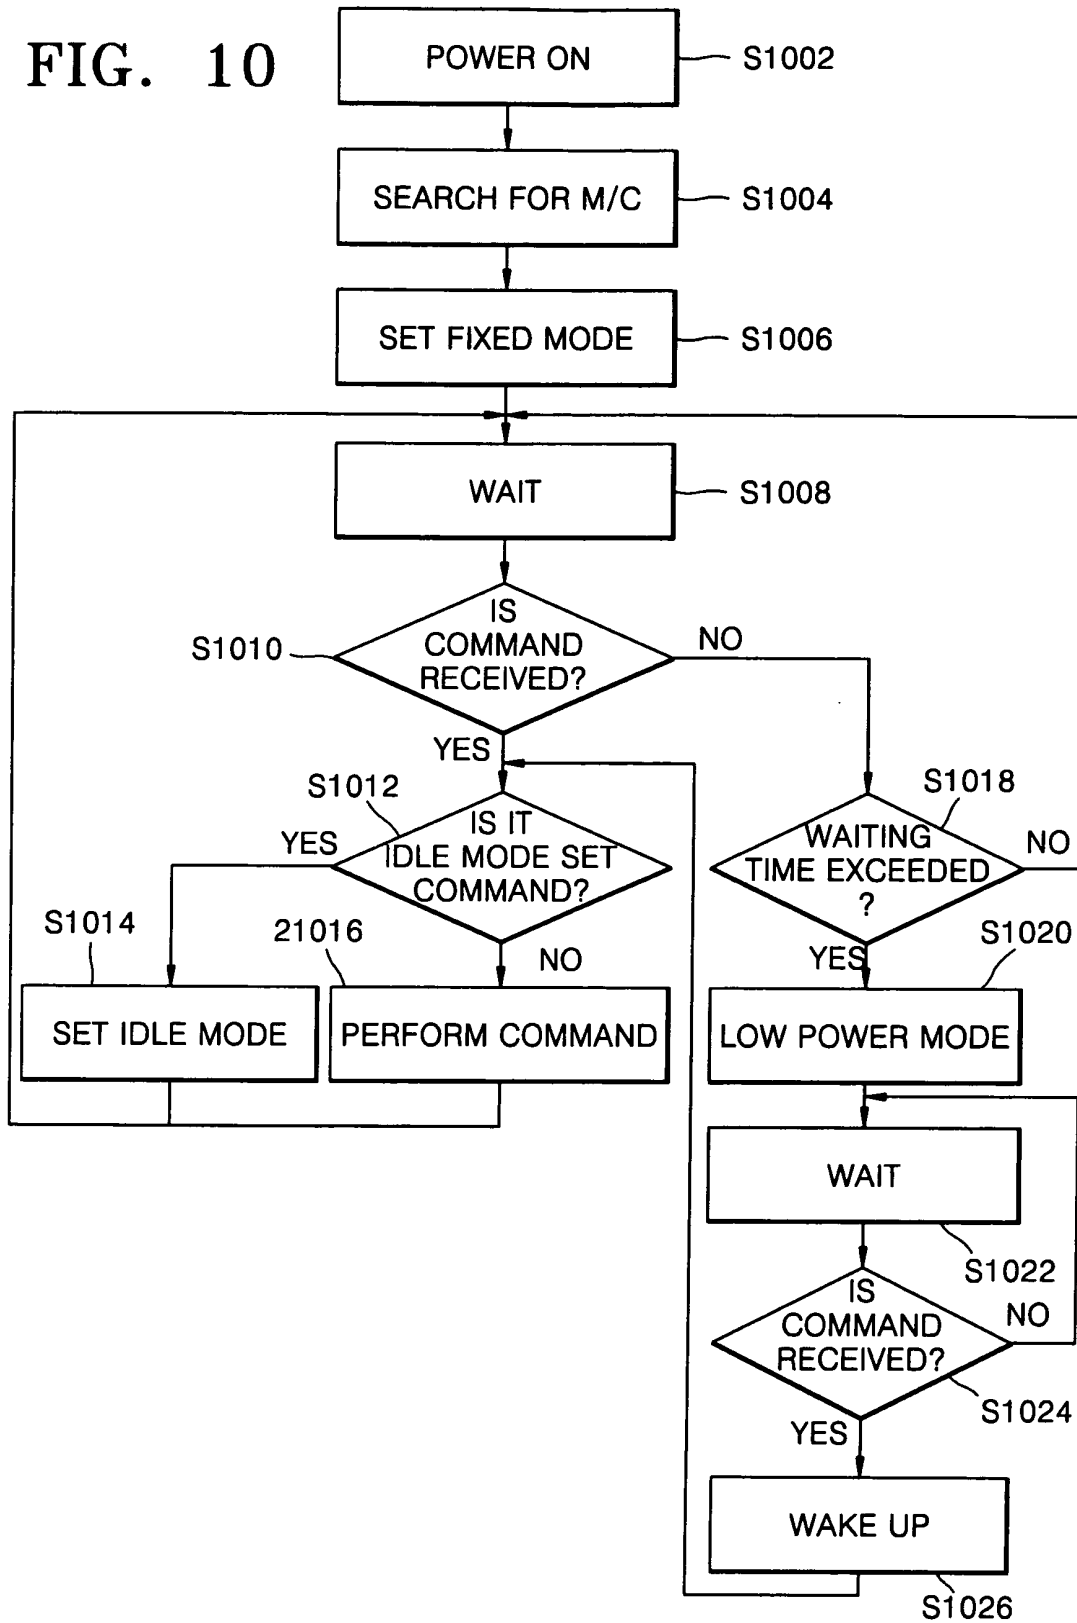 FIG. 10
POWER ON
S1002
SEARCH FOR M/C
S1004
SET FIXED MODE
S1006
WAIT
S1008
S1010
IS
COMMAND
RECEIVED?
NO
YES
S1012
IS IT
IDLE MODE SET
COMMAND?
YES
NO
S1018
WAITING
TIME EXCEEDED
?
NO
YES
S1014
SET IDLE MODE
21016
PERFORM COMMAND
S1020
LOW POWER MODE
WAIT
S1022
IS
COMMAND
RECEIVED?
NO
S1024
YES
WAKE UP
S1026